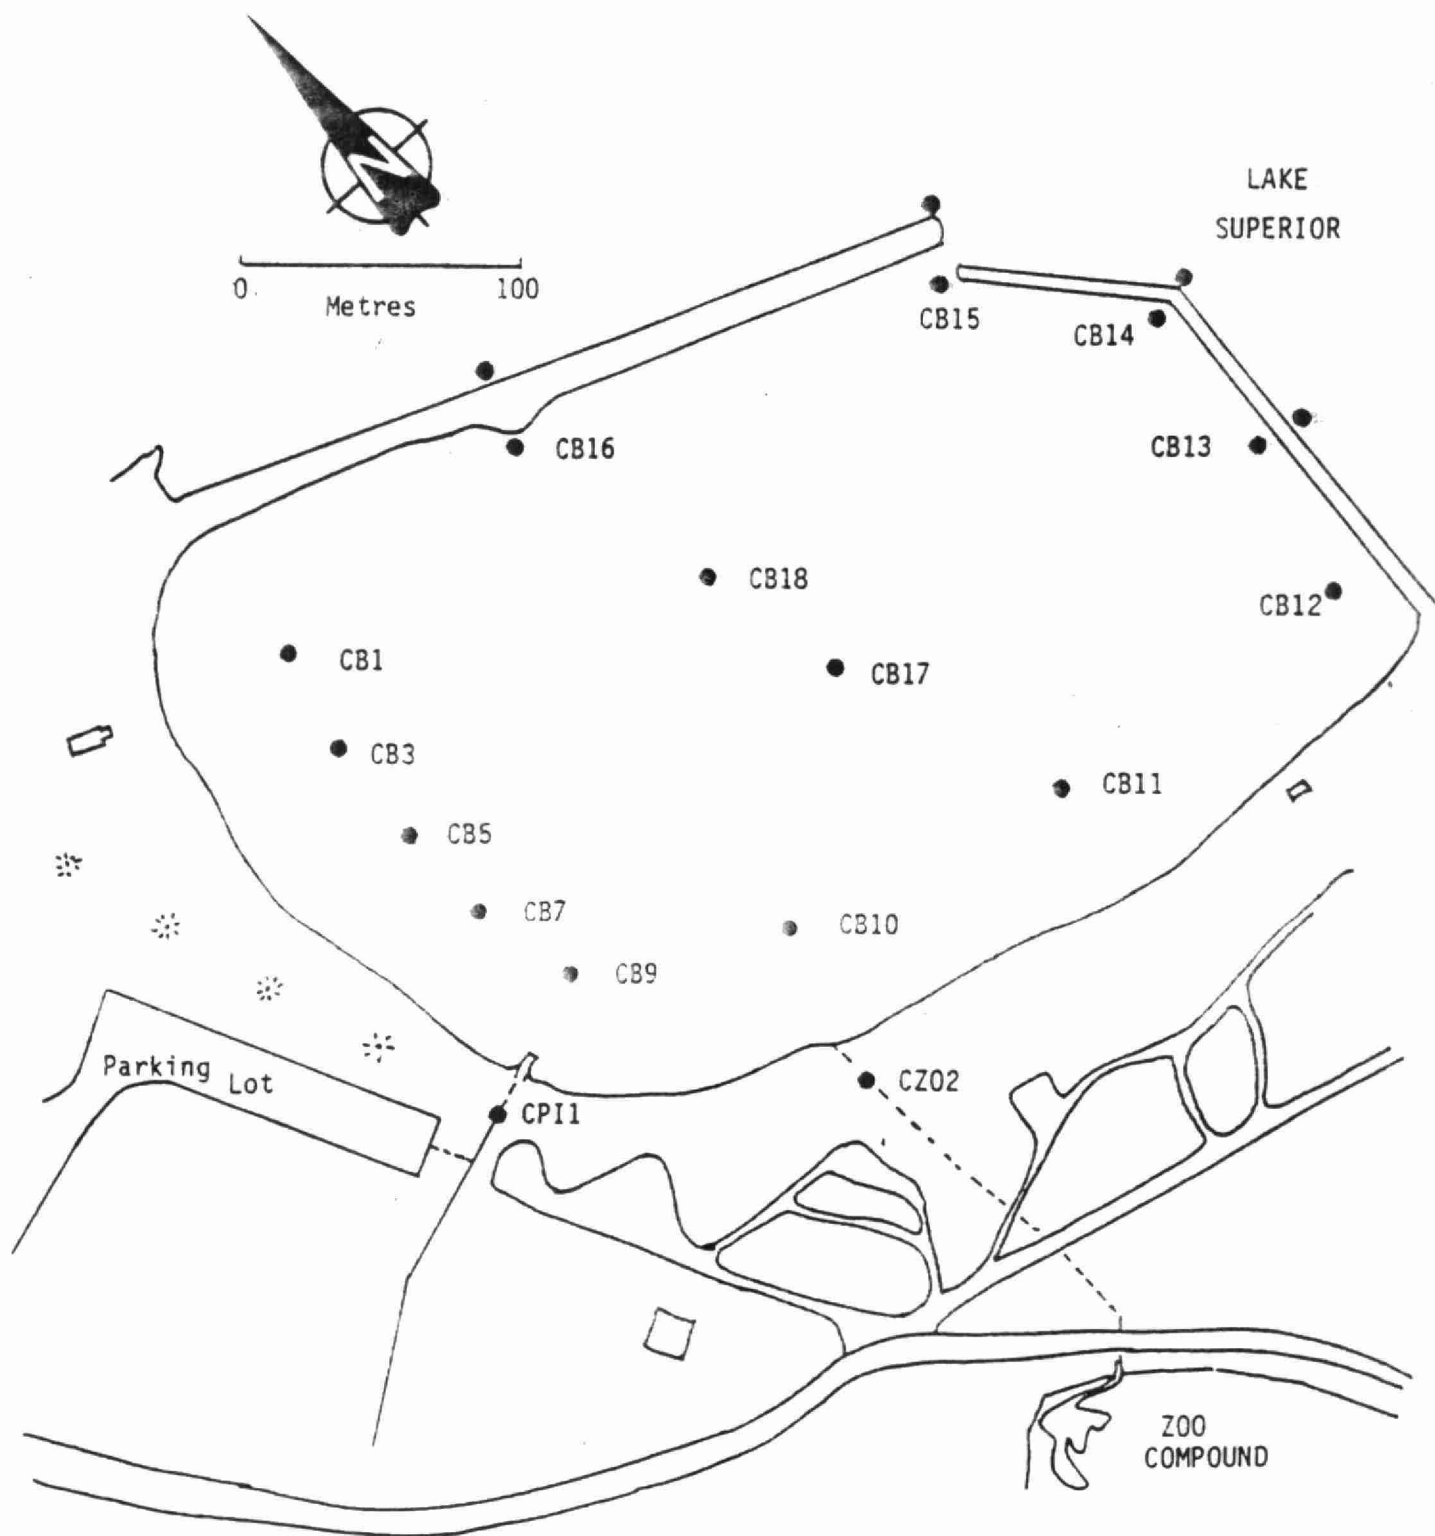 N
LAKE
SUPERIOR
0
100
Metres
CB15
CB14
CB16
CB13
CB18
CB12
CB1
CB17
CB3
CB11
CB5
CB7
CB10
CB9
Parking Lot
CZ02
CPI1
ZOO
COMPOUND